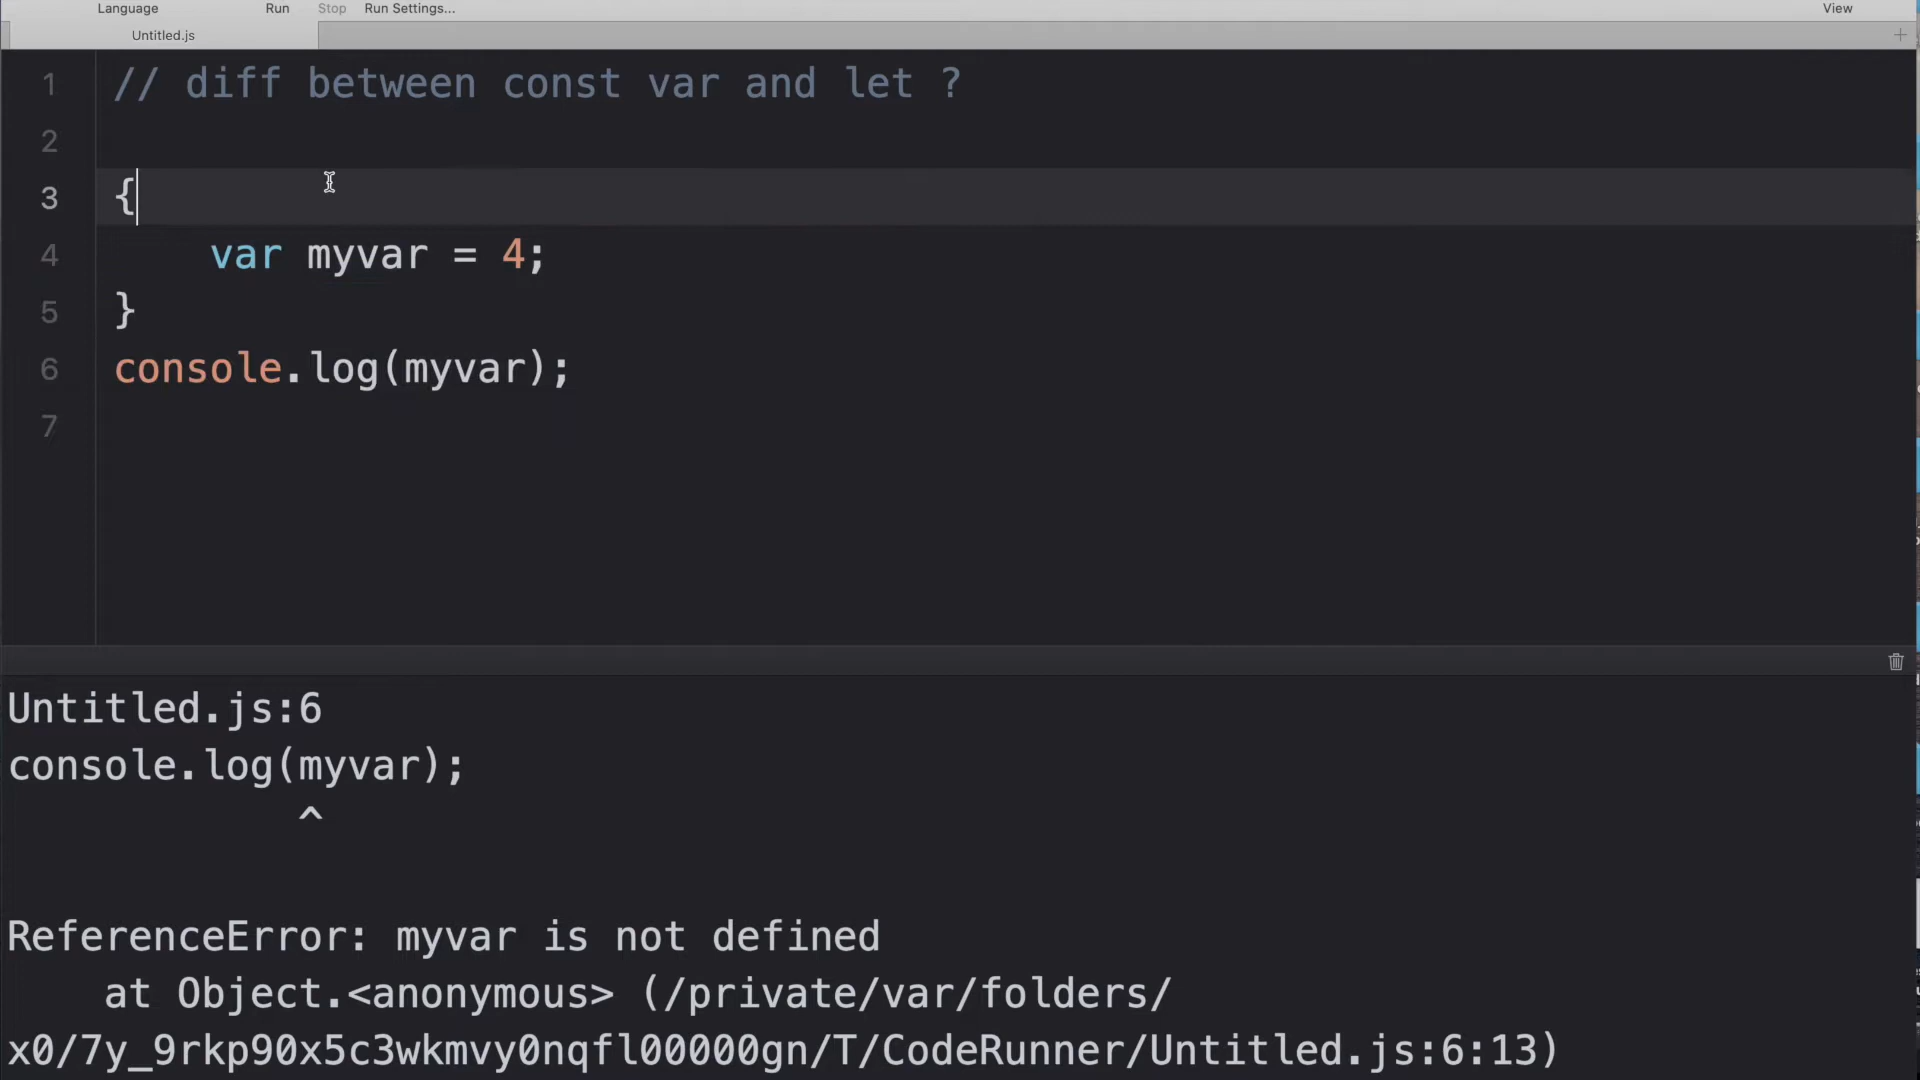 Language Run Stop Run Settings... View
Untitled.js +
1 // diff between const var and let ?
2
3 {
4     var myvar = 4;
5 }
6 console.log(myvar);
7
Untitled.js:6
console.log(myvar);
            ^
ReferenceError: myvar is not defined
    at Object.<anonymous> (/private/var/folders/
x0/7y_9rkp90x5c3wkmvy0nqfl00000gn/T/CodeRunner/Untitled.js:6:13)